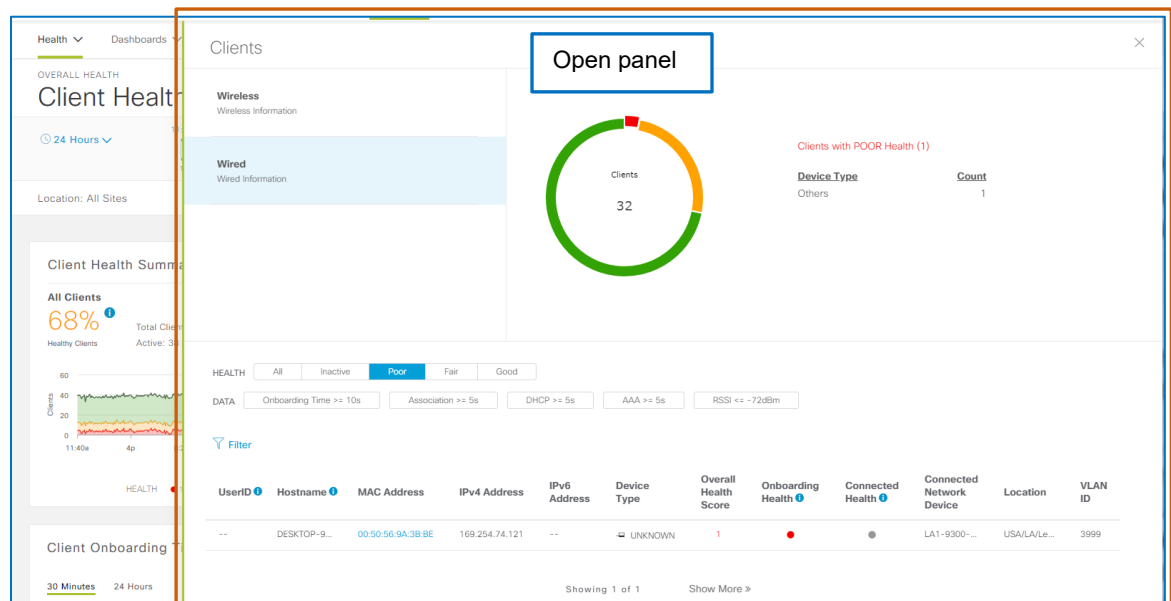 Health
Dashboards
OVERALL HEALTH
Client Healt
24 Hours
Location: All Sites
Client Health Summa
All Clients
68%
Healthy Clients
Total Clien
Active: 3
60
40
20
0
Clients
11:40a
4p
HEALTH
Client Onboarding T
30 Minutes
24 Hours
Clients
Open panel
Wireless
Wireless Information
Wired
Wired Information
Clients
32
Clients with POOR Health (1)
Device Type Count
Others 1
HEALTH All Inactive Poor Fair Good
DATA Onboarding Time >= 10s Association >= 5s DHCP >= 5s AAA >= 5s RSSI <= -72dBm
Filter
UserID Hostname MAC Address IPv4 Address IPv6 Address Device Type Overall Health Score Onboarding Health Connected Health Connected Network Device Location VLAN ID
-- DESKTOP-9... 00:50:56:9A:3B:BE 169.254.74.121 -- UNKNOWN 1 LA1-9300-... USA/LA/Le... 3999
Showing 1 of 1 Show More »